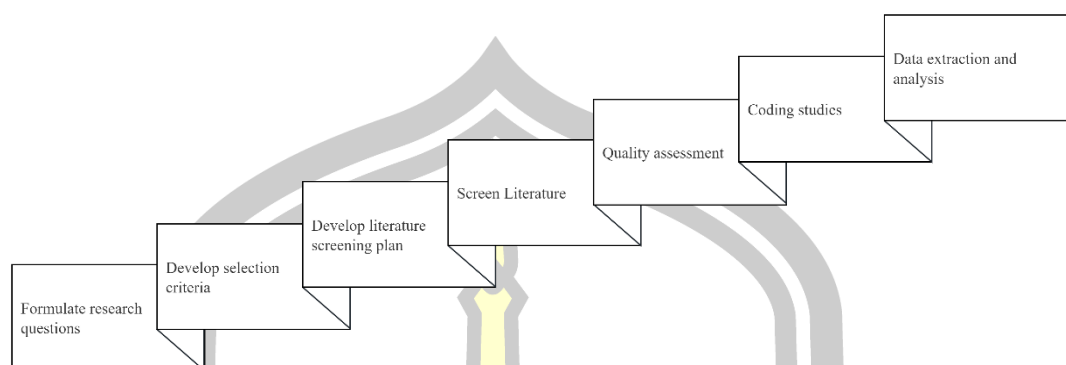 Formulate research
questions
Develop selection
criteria
Develop literature
screening plan
Screen Literature
Quality assessment
Coding studies
Data extraction and
analysis